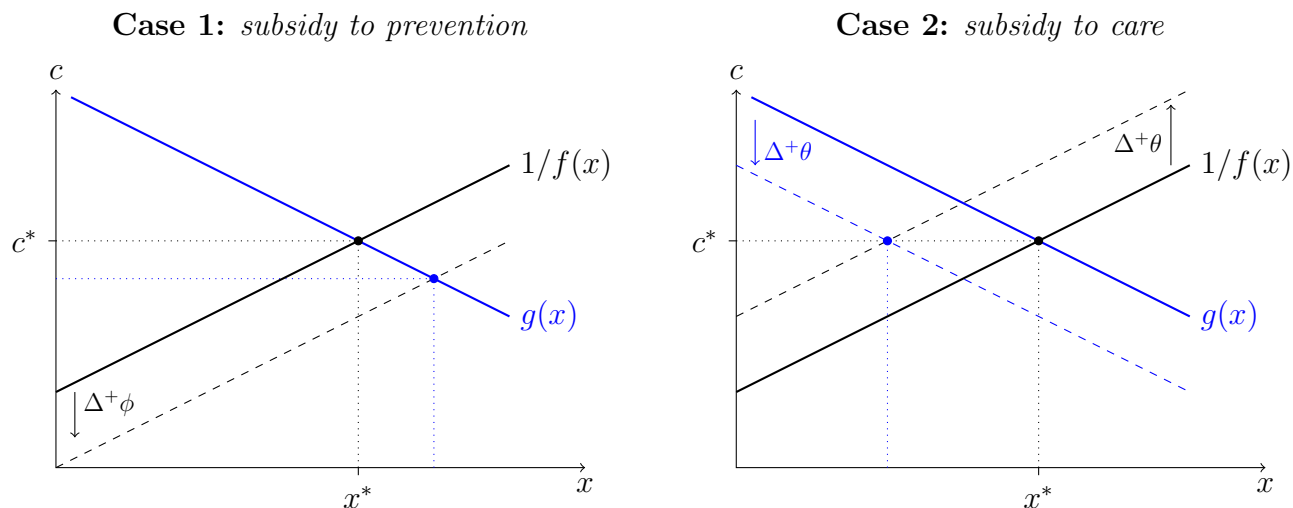 Case 1: subsidy to prevention
c
1/f(x)
c*
g(x)
Δ⁺ϕ
x*
x
Case 2: subsidy to care
c
Δ⁺θ
Δ⁺θ
1/f(x)
c*
g(x)
x*
x